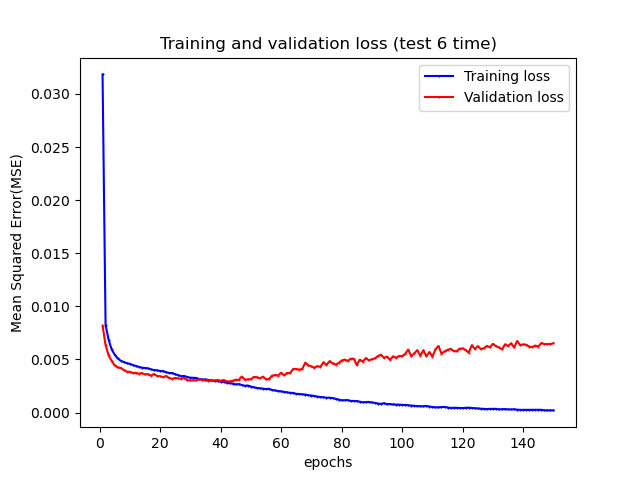 Training and validation loss (test 6 time)
Training loss
Validation loss
Mean Squared Error(MSE)
0.030
0.025
0.020
0.015
0.010
0.005
0.000
0 20 40 60 80 100 120 140
epochs